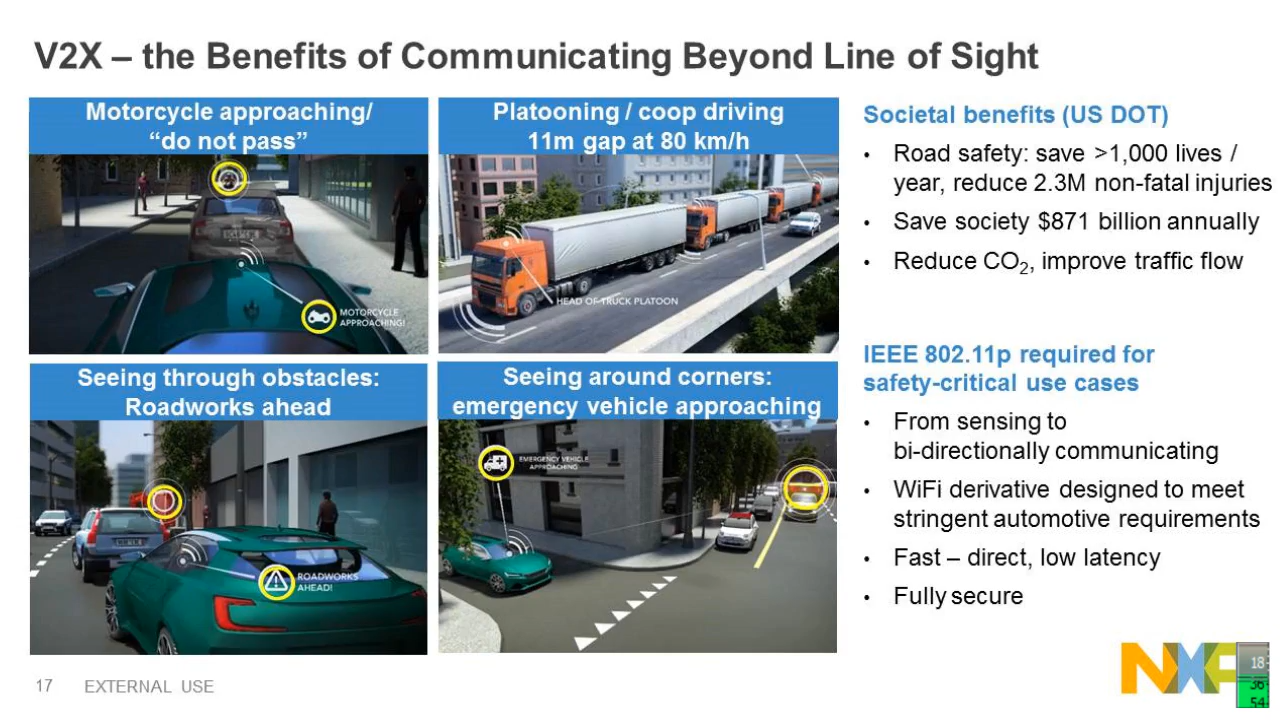 V2X – the Benefits of Communicating Beyond Line of Sight
Motorcycle approaching/
“do not pass”
MOTORCYCLE
APPROACHING!
Platooning / coop driving
11m gap at 80 km/h
HEAD OF TRUCK PLATOON
Seeing through obstacles:
Roadworks ahead
ROADWORKS
AHEAD!
Seeing around corners:
emergency vehicle approaching
EMERGENCY VEHICLE
APPROACHING
Societal benefits (US DOT)
• Road safety: save >1,000 lives /
year, reduce 2.3M non-fatal injuries
• Save society $871 billion annually
• Reduce CO₂, improve traffic flow
IEEE 802.11p required for
safety-critical use cases
• From sensing to
bi-directionally communicating
• WiFi derivative designed to meet
stringent automotive requirements
• Fast – direct, low latency
• Fully secure
NXP
18
36
54
17 EXTERNAL USE